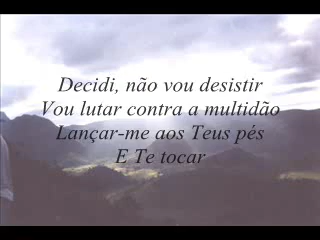 Decidi, não vou desistir
Vou lutar contra a multidão
Lançar-me aos Teus pés
E Te tocar